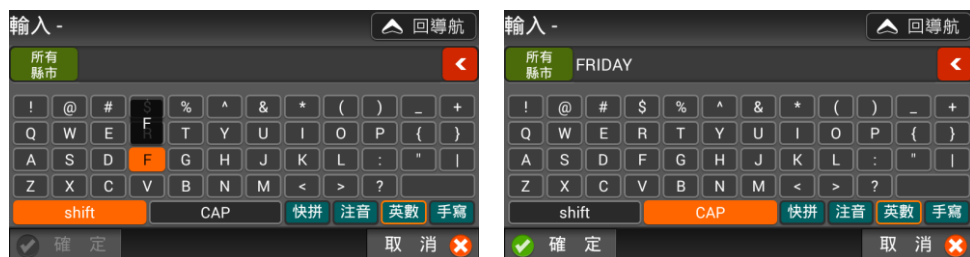 輸入 -
回導航
所有
縣市
! @ # $ % ^ & * ( ) _ +
F
Q W E R T Y U I O P { }
A S D F G H J K L : " |
Z X C V B N M < > ?
shift CAP 快拼 注音 英數 手寫
確 定 取 消
輸入 -
回導航
所有
縣市
FRIDAY
! @ # $ % ^ & * ( ) _ +
Q W E R T Y U I O P { }
A S D F G H J K L : " |
Z X C V B N M < > ?
shift CAP 快拼 注音 英數 手寫
確 定 取 消